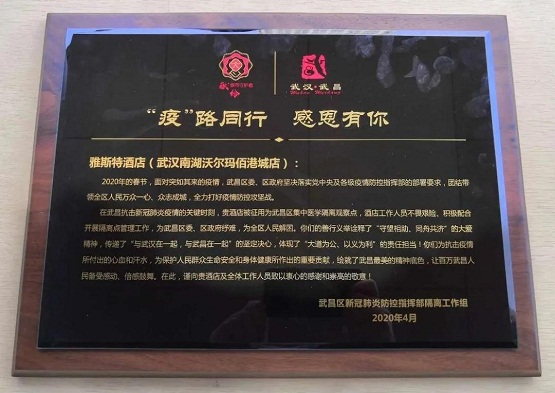 武汉·武昌
Wuhan·Wuchang
“疫”路同行 感恩有你
雅斯特酒店（武汉南湖沃尔玛佰港城店）：
2020年的春节，面对突如其来的疫情，武昌区委、区政府坚决落实党中央及各级疫情防控指挥部的部署要求，团结带
领全区人民万众一心、众志成城，全力打好疫情防控攻坚战。
在武昌抗击新冠肺炎疫情的关键时刻，贵酒店被征用为武昌区集中医学隔离观察点，酒店工作人员不畏艰险、积极配合
开展隔离点管理工作，为武昌区委、区政府纾难，为全区人民解困。你们的善行义举诠释了“守望相助、同舟共济”的大爱
精神，传递了“与武汉在一起，与武昌在一起”的坚定决心，体现了“大道为公、以义为利”的责任担当！你们为抗击疫情
所付出的心血和汗水，为保护人民群众生命安全和身体健康所作出的重要贡献，绘就了武昌最美的精神底色，让百万武昌人
民备受感动、倍感鼓舞。在此，谨向贵酒店及全体工作人员致以衷心的感谢和崇高的敬意！
武昌区新冠肺炎防控指挥部隔离工作组
2020年4月